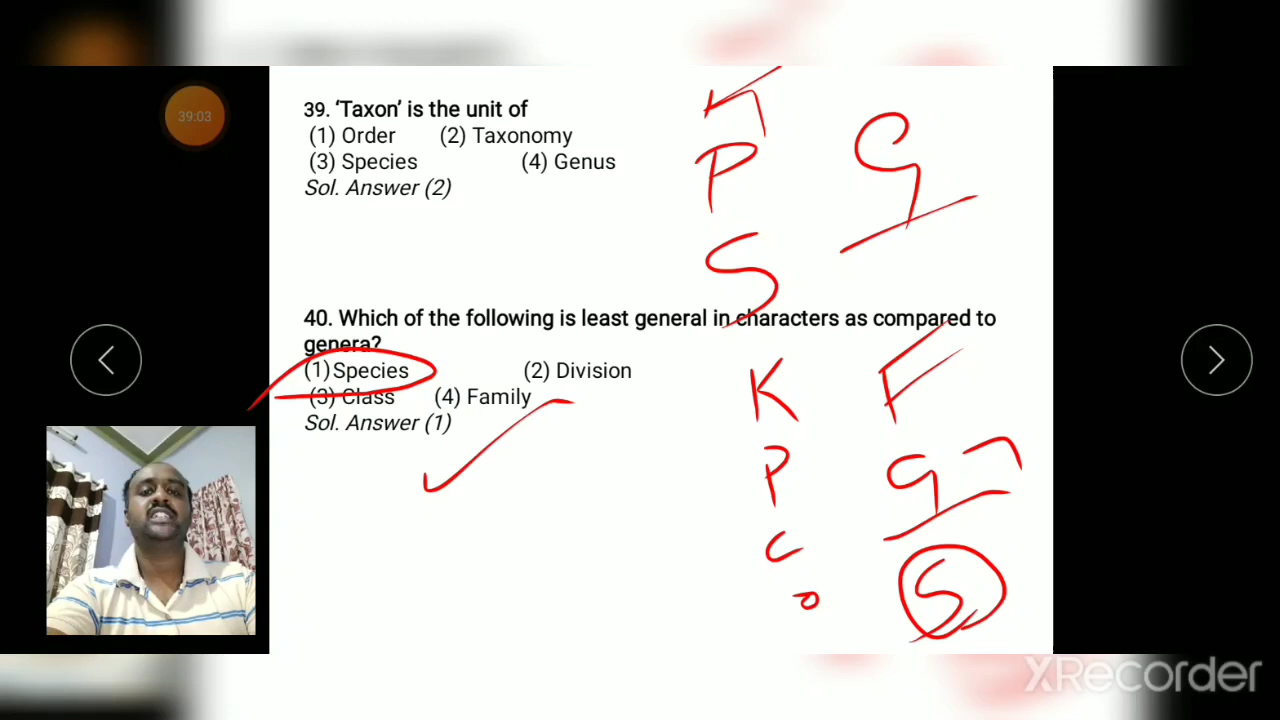 39:03
39. ‘Taxon’ is the unit of
(1) Order (2) Taxonomy
(3) Species (4) Genus
Sol. Answer (2)
40. Which of the following is least general in characters as compared to
genera?
(1) Species (2) Division
(3) Class (4) Family
Sol. Answer (1)
K
P
S
G
K
P
C
O
F
G
S
XRecorder